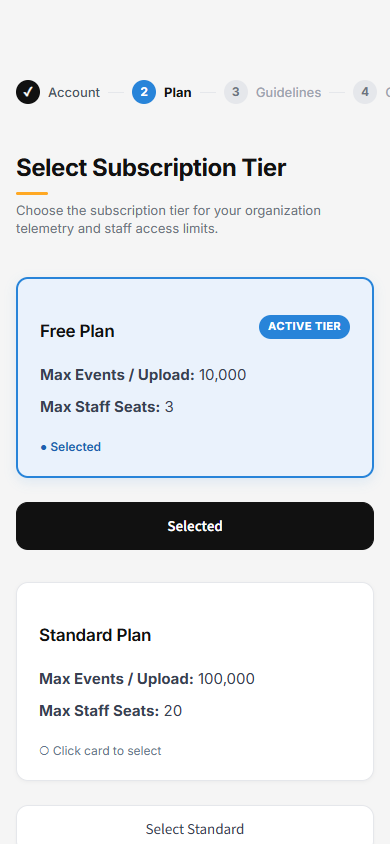 ✓ Account 2 Plan 3 Guidelines 4
Select Subscription Tier
Choose the subscription tier for your organization
telemetry and staff access limits.
Free Plan
ACTIVE TIER
Max Events / Upload: 10,000
Max Staff Seats: 3
● Selected
Selected
Standard Plan
Max Events / Upload: 100,000
Max Staff Seats: 20
○ Click card to select
Select Standard